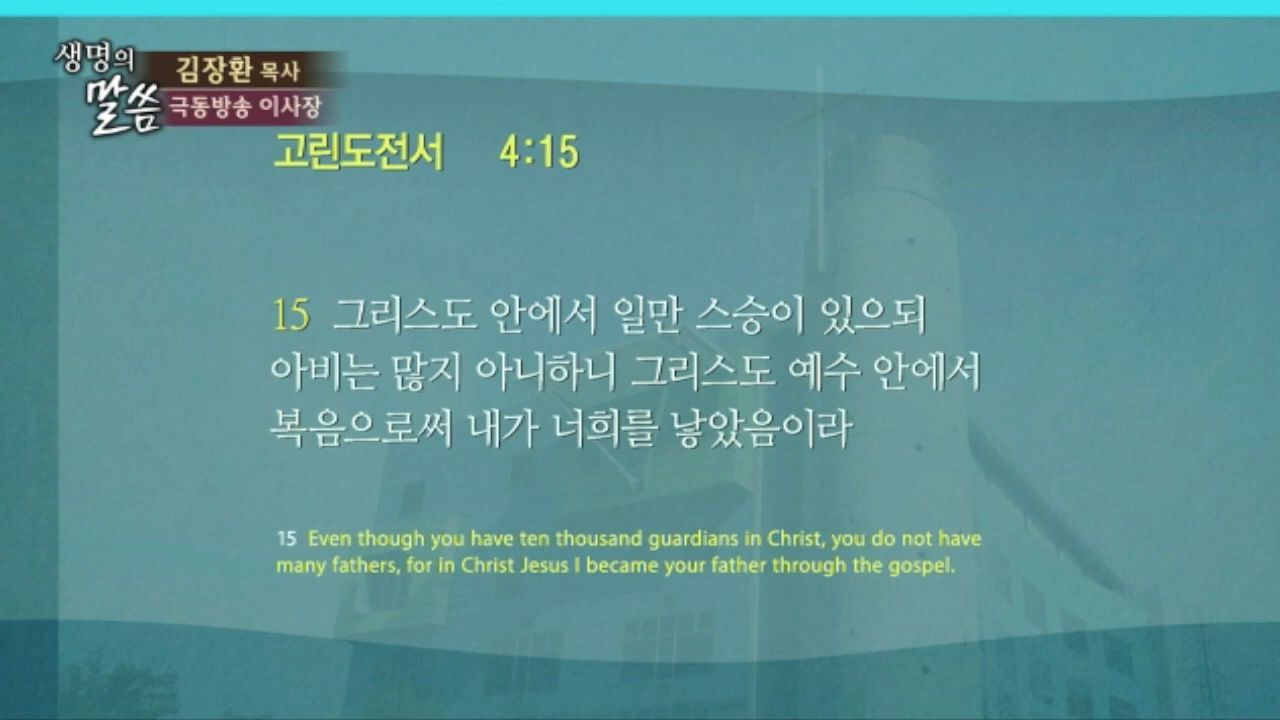 생명의
말씀
김장환 목사
극동방송 이사장
고린도전서 4:15
15 그리스도 안에서 일만 스승이 있으되
아비는 많지 아니하니 그리스도 예수 안에서
복음으로써 내가 너희를 낳았음이라
15 Even though you have ten thousand guardians in Christ, you do not have
many fathers, for in Christ Jesus I became your father through the gospel.